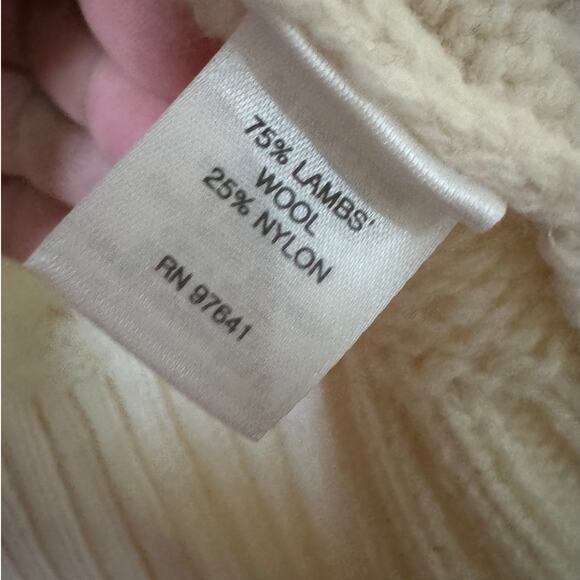 75% LAMBS'
WOOL
25% NYLON
RN 97641